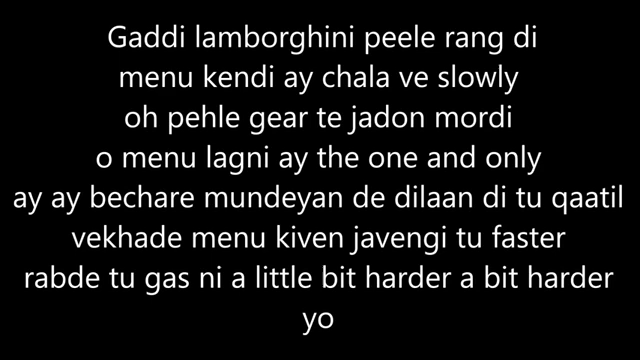 Gaddi lamborghini peele rang di
menu kendi ay chala ve slowly
oh pehle gear te jadon mordi
o menu lagni ay the one and only
ay ay bechare mundeyan de dilaan di tu qaatil
vekhade menu kiven javengi tu faster
rabde tu gas ni a little bit harder a bit harder
yo